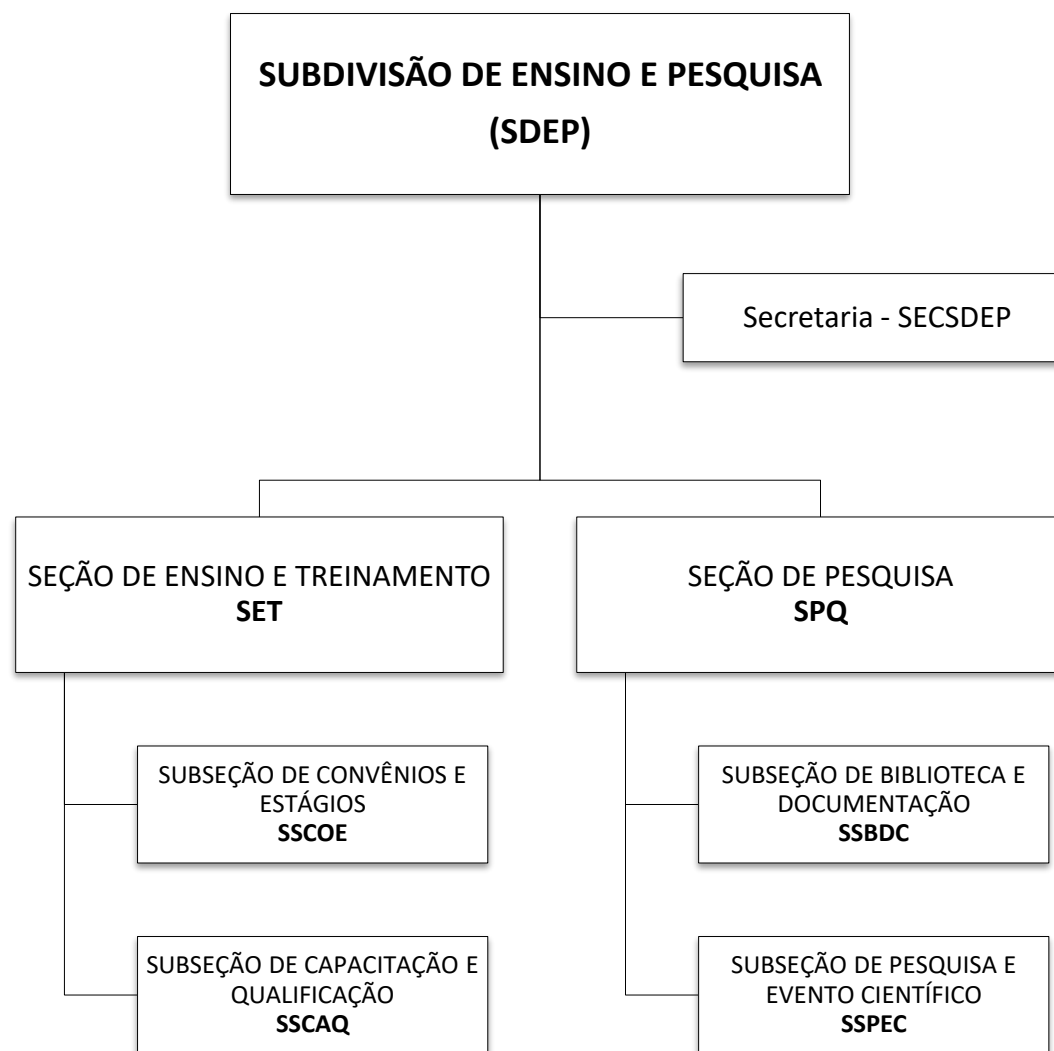 SUBDIVISÃO DE ENSINO E PESQUISA
(SDEP)
Secretaria - SECSDEP
SEÇÃO DE ENSINO E TREINAMENTO
SET
SEÇÃO DE PESQUISA
SPQ
SUBSEÇÃO DE CONVÊNIOS E
ESTÁGIOS
SSCOE
SUBSEÇÃO DE BIBLIOTECA E
DOCUMENTAÇÃO
SSBDC
SUBSEÇÃO DE CAPACITAÇÃO E
QUALIFICAÇÃO
SSCAQ
SUBSEÇÃO DE PESQUISA E
EVENTO CIENTÍFICO
SSPEC